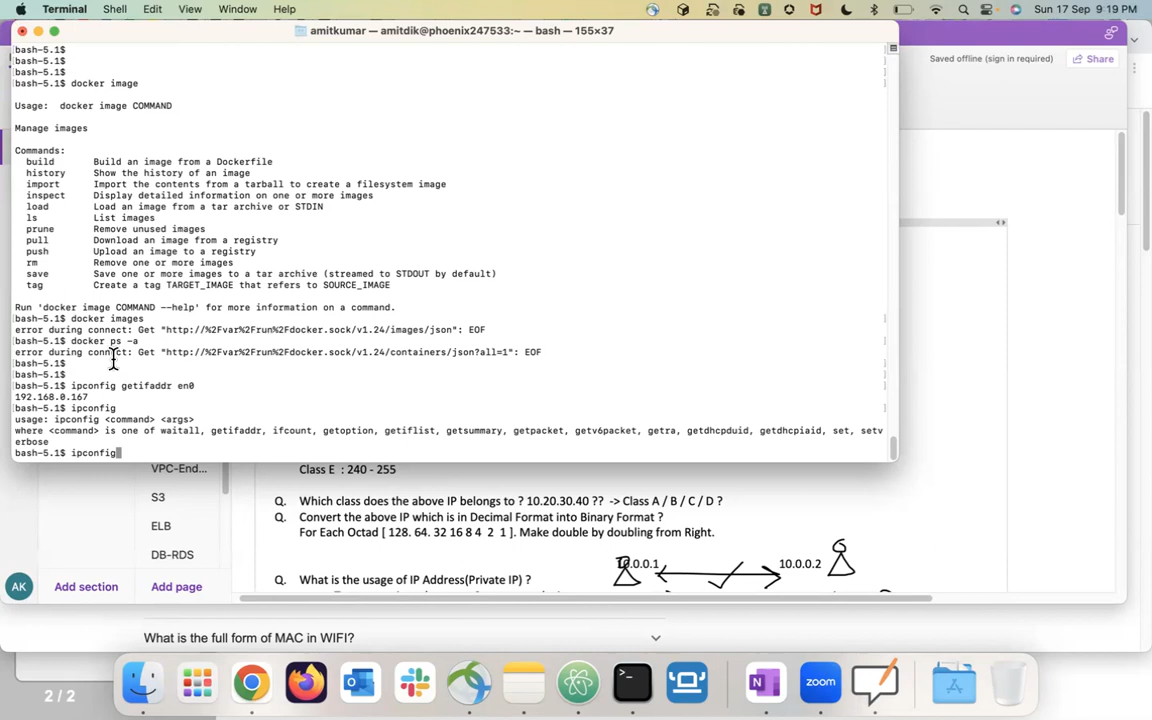 Terminal Shell Edit View Window Help Sun 17 Sep 9:19 PM
amitkumar — amitdik@phoenix247533:~ — bash — 155×37
Saved offline (sign in required) Share
bash-5.1$
bash-5.1$
bash-5.1$
bash-5.1$ docker image
Usage:  docker image COMMAND
Manage images
Commands:
build Build an image from a Dockerfile
history Show the history of an image
import Import the contents from a tarball to create a filesystem image
inspect Display detailed information on one or more images
load Load an image from a tar archive or STDIN
ls List images
prune Remove unused images
pull Download an image from a registry
push Upload an image to a registry
rm Remove one or more images
save Save one or more images to a tar archive (streamed to STDOUT by default)
tag Create a tag TARGET_IMAGE that refers to SOURCE_IMAGE
Run 'docker image COMMAND --help' for more information on a command.
bash-5.1$ docker images
error during connect: Get "http://%2Fvar%2Frun%2Fdocker.sock/v1.24/images/json": EOF
bash-5.1$ docker ps -a
error during connect: Get "http://%2Fvar%2Frun%2Fdocker.sock/v1.24/containers/json?all=1": EOF
bash-5.1$
bash-5.1$
bash-5.1$ ipconfig getifaddr en0
192.168.0.167
bash-5.1$ ipconfig
usage: ipconfig <command> <args>
where <command> is one of waitall, getifaddr, ifcount, getoption, getiflist, getsummary, getpacket, getv6packet, getra, getdhcpduid, getdhcpiaid, set, setv
erbose
bash-5.1$ ipconfig
VPC-End...
S3
ELB
DB-RDS
AK Add section Add page
Class E : 240 - 255
Q. Which class does the above IP belongs to ? 10.20.30.40 ?? -> Class A / B / C / D ?
Q. Convert the above IP which is in Decimal Format into Binary Format ?
For Each Octad [ 128. 64. 32 16 8 4 2 1 ]. Make double by doubling from Right.
10.0.0.1 10.0.0.2
Q. What is the usage of IP Address(Private IP) ?
What is the full form of MAC in WIFI?
2 / 2
zoom